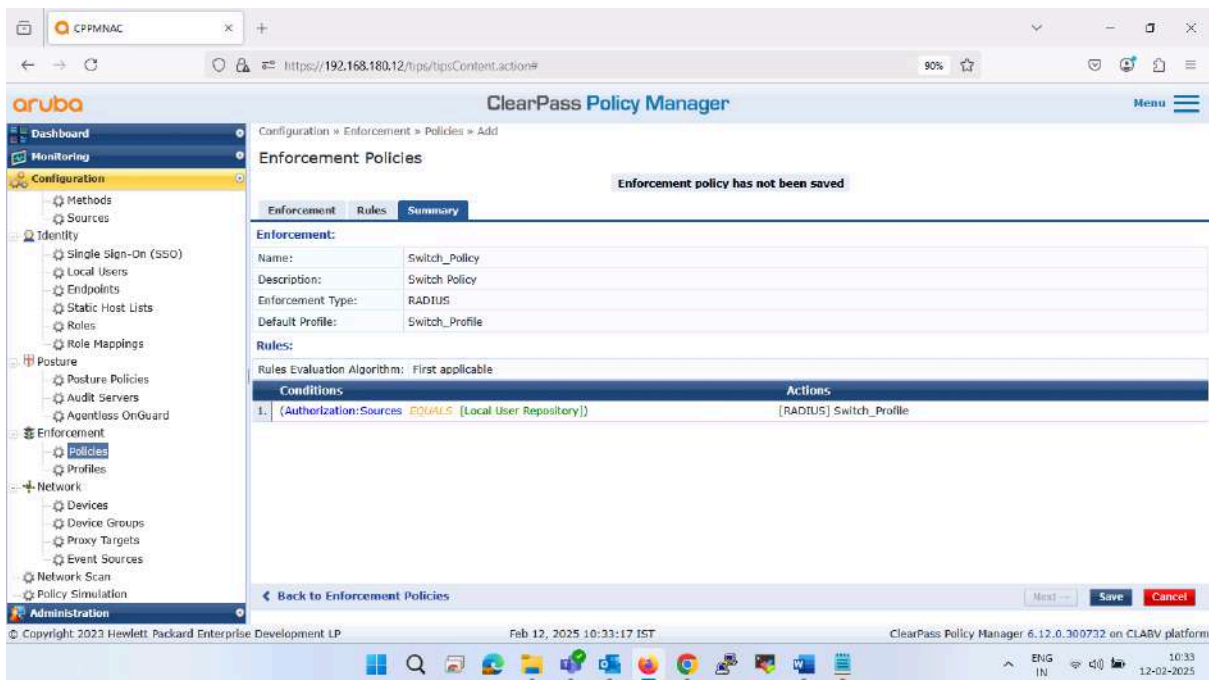 CPPMNAC
https://192.168.180.12/tips/tipsContent.action#
90%
aruba
ClearPass Policy Manager
Menu
Dashboard
Monitoring
Configuration
Methods
Sources
Identity
Single Sign-On (SSO)
Local Users
Endpoints
Static Host Lists
Roles
Role Mappings
Posture
Posture Policies
Audit Servers
Agentless OnGuard
Enforcement
Policies
Profiles
Network
Devices
Device Groups
Proxy Targets
Event Sources
Network Scan
Policy Simulation
Administration
Configuration » Enforcement » Policies » Add
Enforcement Policies
Enforcement policy has not been saved
Enforcement Rules Summary
Enforcement:
Name: Switch_Policy
Description: Switch Policy
Enforcement Type: RADIUS
Default Profile: Switch_Profile
Rules:
Rules Evaluation Algorithm: First applicable
Conditions Actions
1. (Authorization:Sources EQUALS [Local User Repository]) [RADIUS] Switch_Profile
Back to Enforcement Policies
Next Save Cancel
© Copyright 2023 Hewlett Packard Enterprise Development LP Feb 12, 2025 10:33:17 IST ClearPass Policy Manager 6.12.0.300732 on CLABV platform
ENG
IN
10:33
12-02-2025